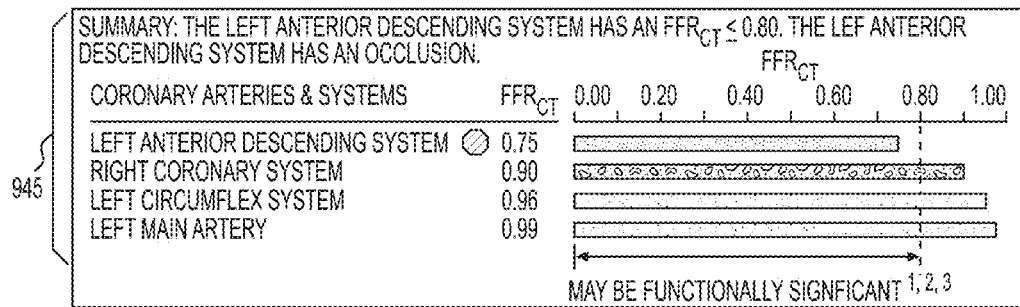 SUMMARY: THE LEFT ANTERIOR DESCENDING SYSTEM HAS AN FFRCT ≤ 0.80. THE LEF ANTERIOR
DESCENDING SYSTEM HAS AN OCCLUSION.
FFRCT
CORONARY ARTERIES & SYSTEMS FFRCT 0.00 0.20 0.40 0.60 0.80 1.00
LEFT ANTERIOR DESCENDING SYSTEM 0.75
RIGHT CORONARY SYSTEM 0.90
945
LEFT CIRCUMFLEX SYSTEM 0.96
LEFT MAIN ARTERY 0.99
MAY BE FUNCTIONALLY SIGNFICANT 1, 2, 3